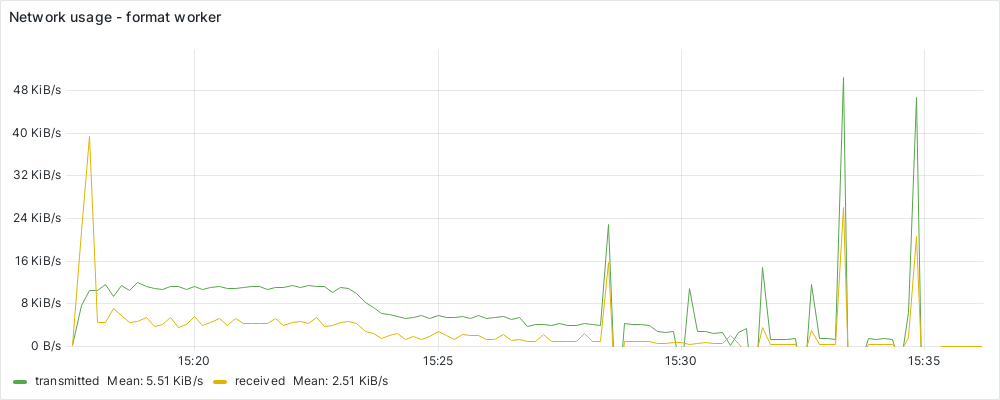 Network usage - format worker
48 KiB/s
40 KiB/s
32 KiB/s
24 KiB/s
16 KiB/s
8 KiB/s
0 B/s
15:20 15:25 15:30 15:35
transmitted Mean: 5.51 KiB/s received Mean: 2.51 KiB/s